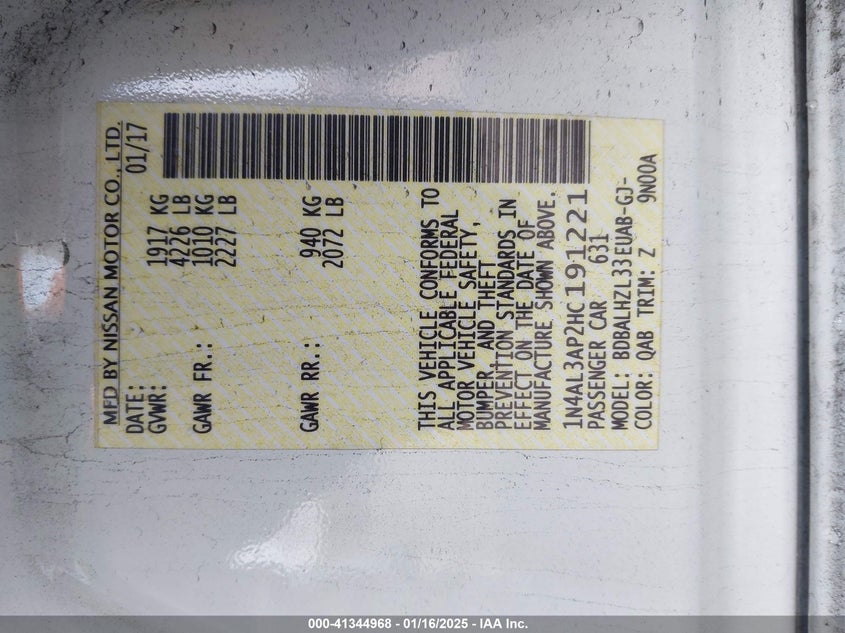 MFD BY NISSAN MOTOR CO., LTD.
DATE: 01/17
GVWR: 1917 KG
4226 LB
GAWR FR.: 1010 KG
2227 LB
GAWR RR.: 940 KG
2072 LB
THIS VEHICLE CONFORMS TO
ALL APPLICABLE FEDERAL
MOTOR VEHICLE SAFETY,
BUMPER, AND THEFT
PREVENTION STANDARDS IN
EFFECT ON THE DATE OF
MANUFACTURE SHOWN ABOVE.
1N4AL3AP2HC191221
PASSENGER CAR 631
MODEL: BDBALHZL33EUAB-GJ-
COLOR: QAB TRIM: Z 9N00A
000-41344968 - 01/16/2025 - IAA Inc.